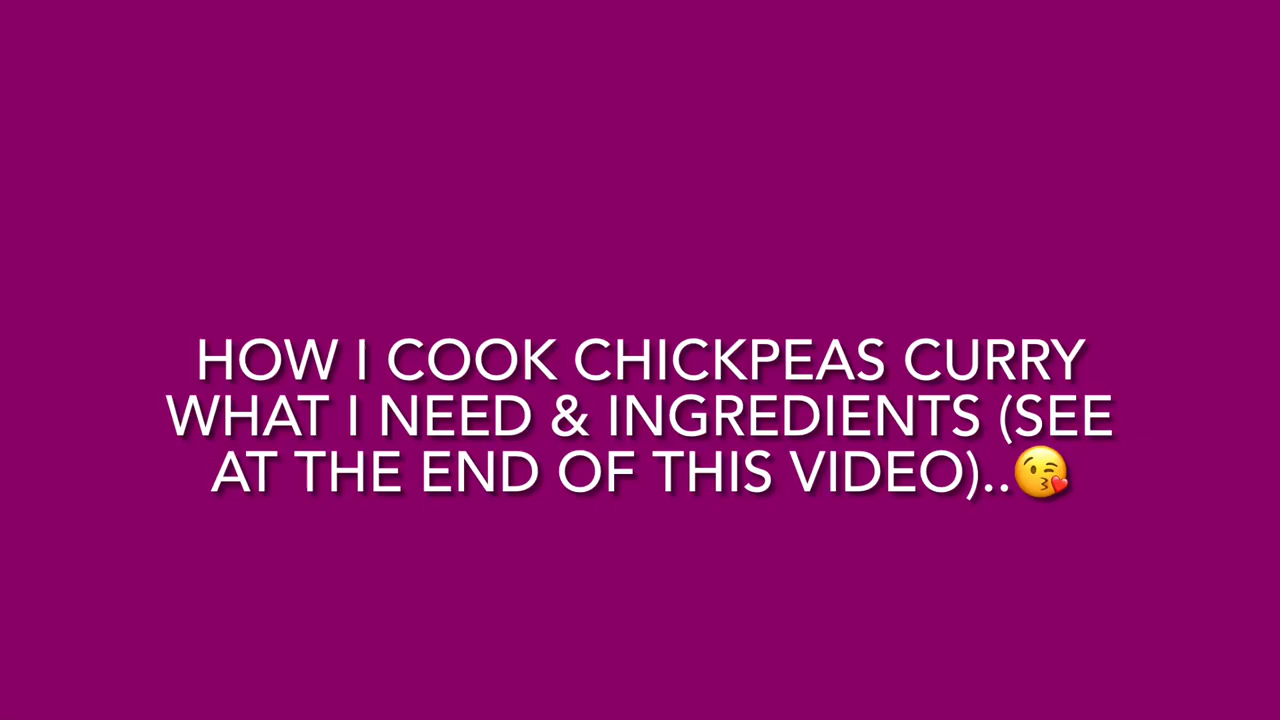 HOW I COOK CHICKPEAS CURRY
WHAT I NEED & INGREDIENTS (SEE
AT THE END OF THIS VIDEO)..😘